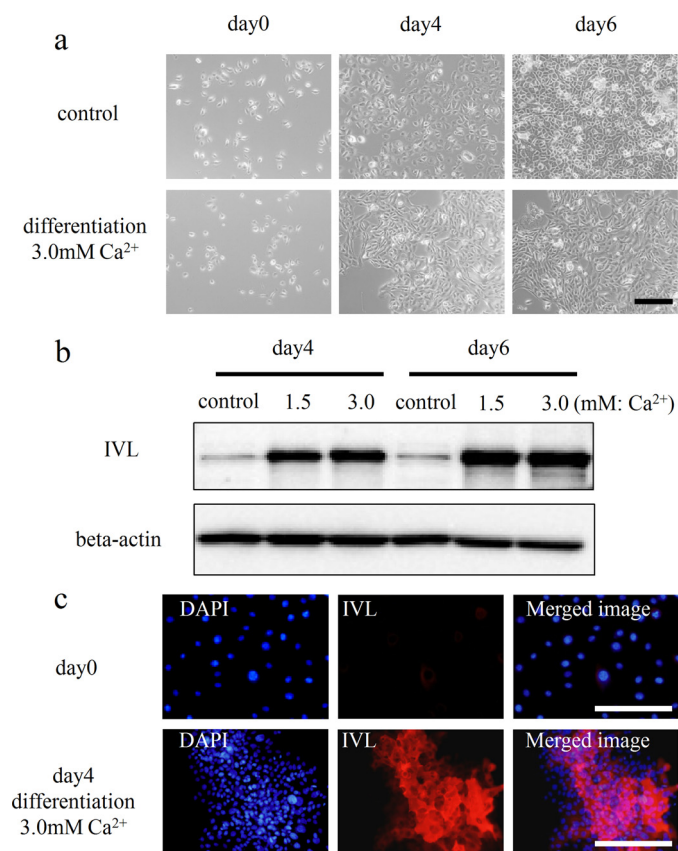 a
day0 day4 day6
control
differentiation
3.0mM Ca²⁺
b
day4 day6
control 1.5 3.0 control 1.5 3.0 (mM: Ca²⁺)
IVL
beta-actin
c
DAPI IVL Merged image
day0
DAPI IVL Merged image
day4
differentiation
3.0mM Ca²⁺